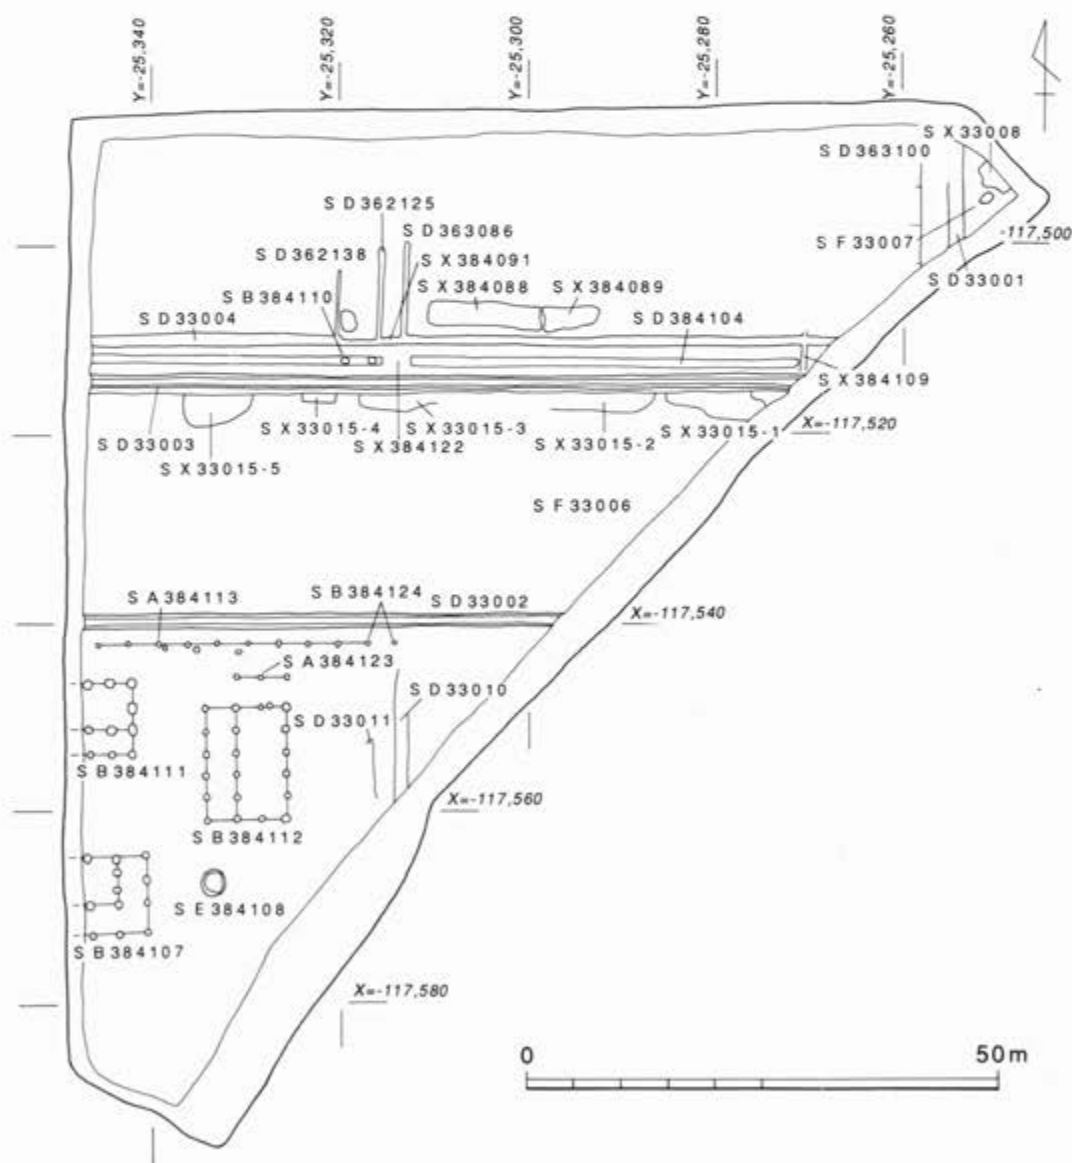 Y=-25,340
Y=-25,320
Y=-25,300
Y=-25,280
Y=-25,260
S X 33008
S D 363100
S D 362125
S D 363086
S F 33007
-117,500
S D 362138
S X 384091
S X 384088
S X 384089
S D 33001
S B 384110
S D 33004
S D 384104
S X 384109
S D 33003
S X 33015-4
S X 33015-3
S X 384122
S X 33015-2
S X 33015-1
X=-117,520
S X 33015-5
S F 33006
S A 384113
S B 384124
S D 33002
X=-117,540
S A 384123
S D 33010
S D 33011
S B 384111
X=-117,560
S B 384112
S E 384108
S B 384107
X=-117,580
0
50m